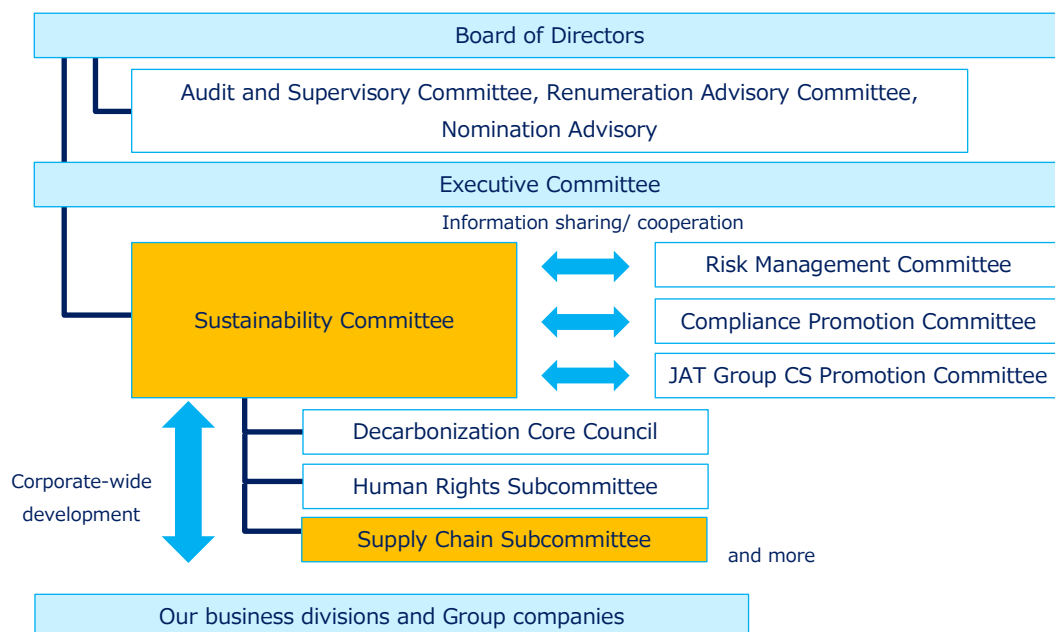 Board of Directors
Audit and Supervisory Committee, Renumeration Advisory Committee,
Nomination Advisory
Executive Committee
Information sharing/ cooperation
Sustainability Committee
Risk Management Committee
Compliance Promotion Committee
JAT Group CS Promotion Committee
Decarbonization Core Council
Corporate-wide
development
Human Rights Subcommittee
Supply Chain Subcommittee
and more
Our business divisions and Group companies